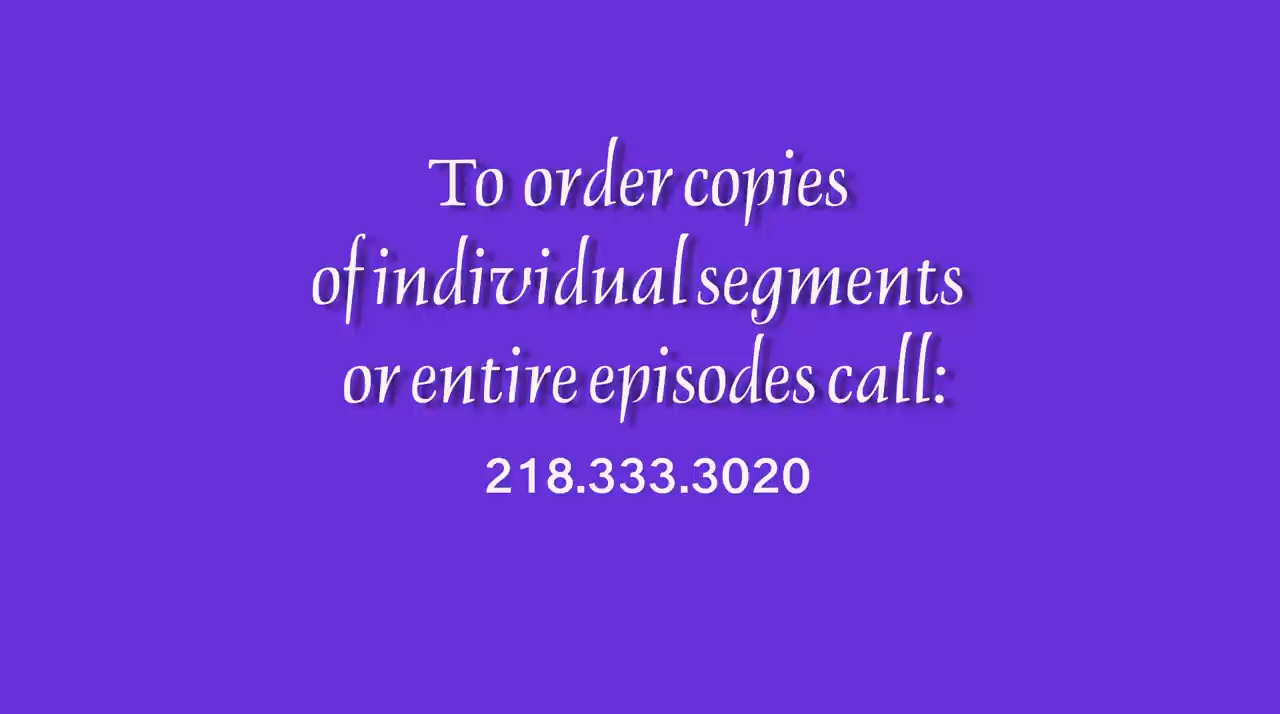 To order copies
of individual segments
or entire episodes call:
218.333.3020